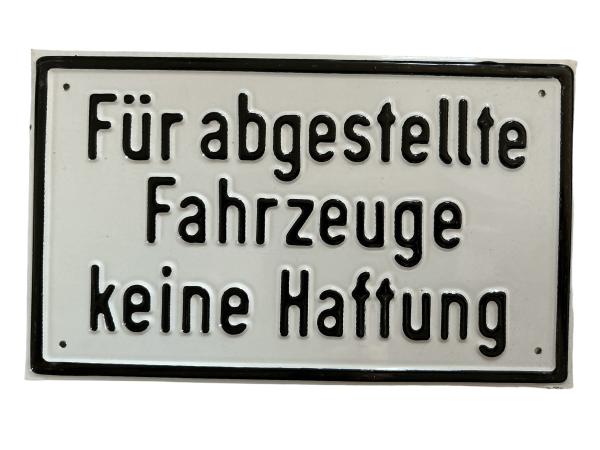 Für abgestellte
Fahrzeuge
keine Haftung